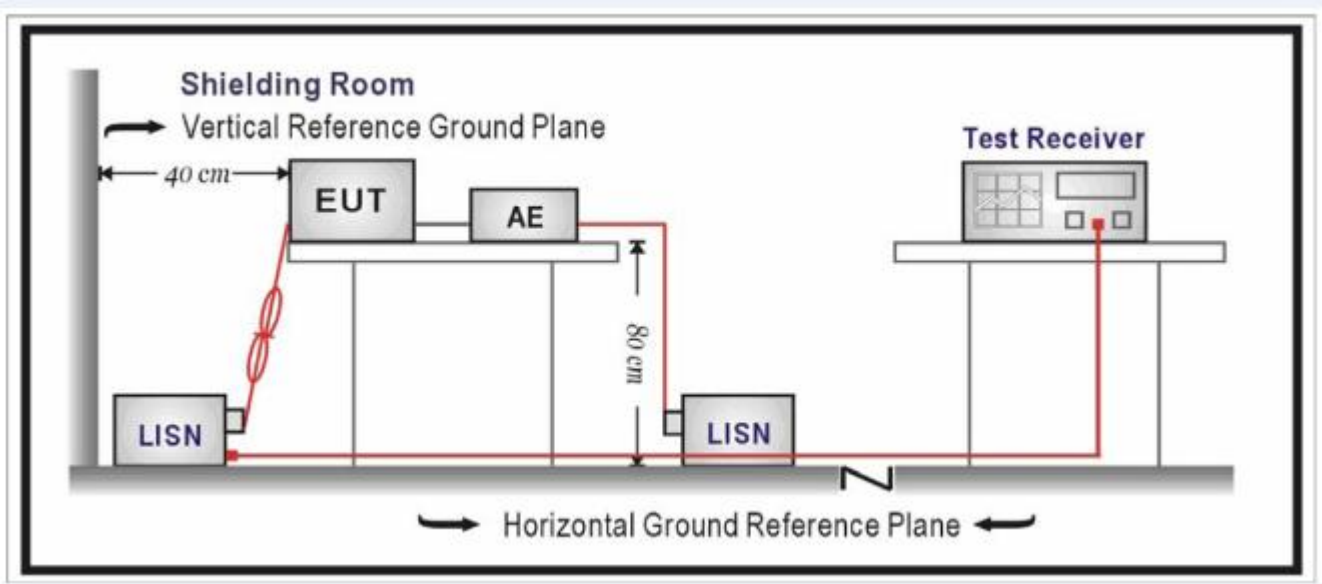 Shielding Room
Vertical Reference Ground Plane
Test Receiver
40 cm
EUT
AE
80 cm
LISN
LISN
Horizontal Ground Reference Plane